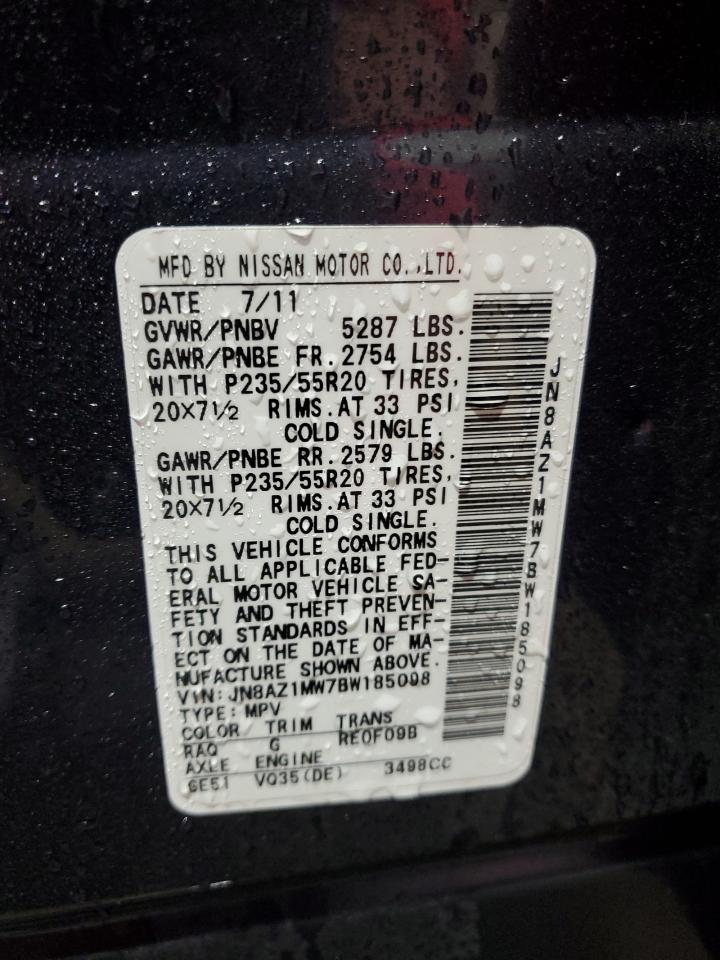 MFD BY NISSAN MOTOR CO.,LTD.
DATE 7/11
GVWR/PNBV 5287 LBS.
GAWR/PNBE FR. 2754 LBS.
WITH P235/55R20 TIRES,
20X7½ RIMS. AT 33 PSI
COLD SINGLE.
GAWR/PNBE RR. 2579 LBS.
WITH P235/55R20 TIRES,
20X7½ RIMS. AT 33 PSI
COLD SINGLE.
THIS VEHICLE CONFORMS
TO ALL APPLICABLE FED-
ERAL MOTOR VEHICLE SA-
FETY AND THEFT PREVEN-
TION STANDARDS IN EFF-
ECT ON THE DATE OF MA-
NUFACTURE SHOWN ABOVE.
VIN: JN8AZ1MW7BW185098
TYPE: MPV
COLOR/ TRIM TRANS
RAQ G RE0F09B
AXLE ENGINE
GE51 VQ35(DE) 3498CC
JN8AZ1MW7BW185098